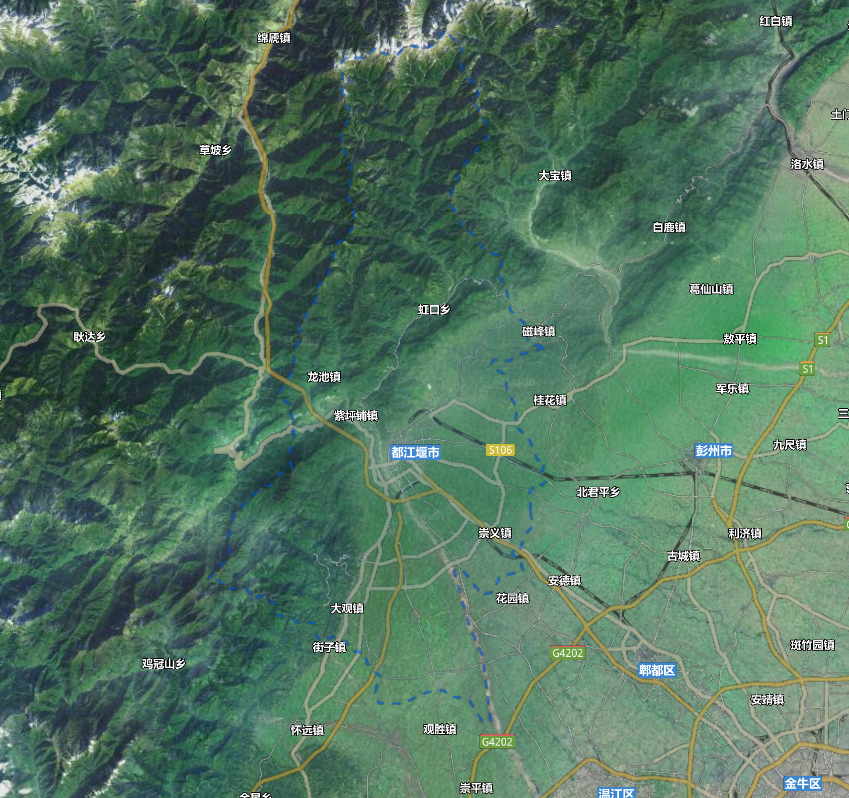 红白镇
绵虒镇
土门
草坡乡
洛水镇
大宝镇
白鹿镇
葛仙山镇
虹口乡
磁峰镇
耿达乡
敖平镇
S1
S1
龙池镇
军乐镇
桂花镇
紫坪铺镇
三
都江堰市
S106
彭州市
九尺镇
北君平乡
崇义镇
利济镇
古城镇
安德镇
花园镇
大观镇
街子镇
斑竹园镇
鸡冠山乡
G4202
郫都区
安靖镇
怀远镇
观胜镇
G4202
崇平镇
金牛区
温江区